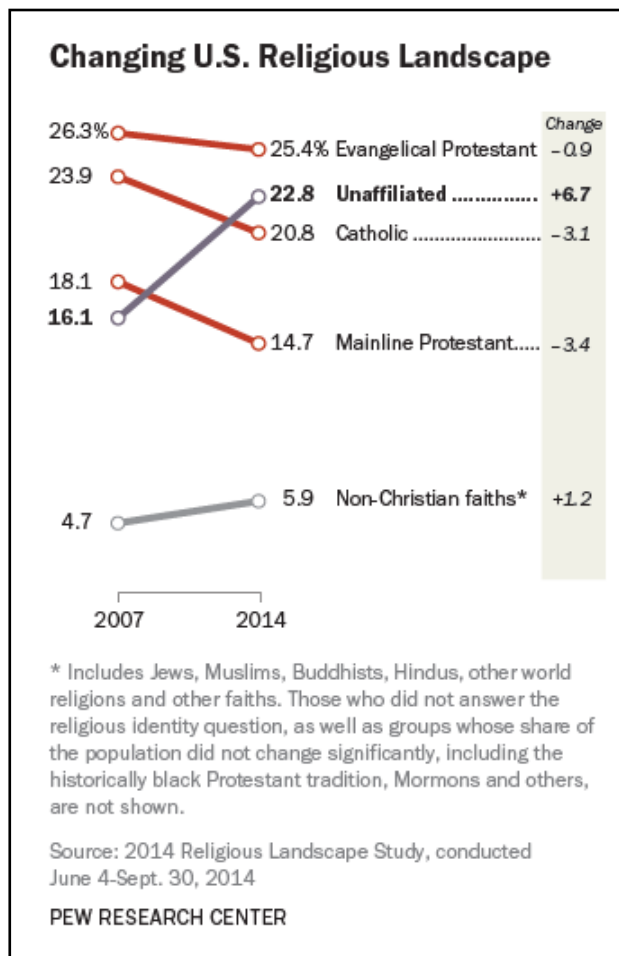 Changing U.S. Religious Landscape
Change
26.3%
25.4% Evangelical Protestant −0.9
23.9
22.8 Unaffiliated ............... +6.7
20.8 Catholic ......................... −3.1
18.1
16.1
14.7 Mainline Protestant..... −3.4
5.9 Non-Christian faiths* +1.2
4.7
2007 2014
* Includes Jews, Muslims, Buddhists, Hindus, other world
religions and other faiths. Those who did not answer the
religious identity question, as well as groups whose share of
the population did not change significantly, including the
historically black Protestant tradition, Mormons and others,
are not shown.
Source: 2014 Religious Landscape Study, conducted
June 4-Sept. 30, 2014
PEW RESEARCH CENTER